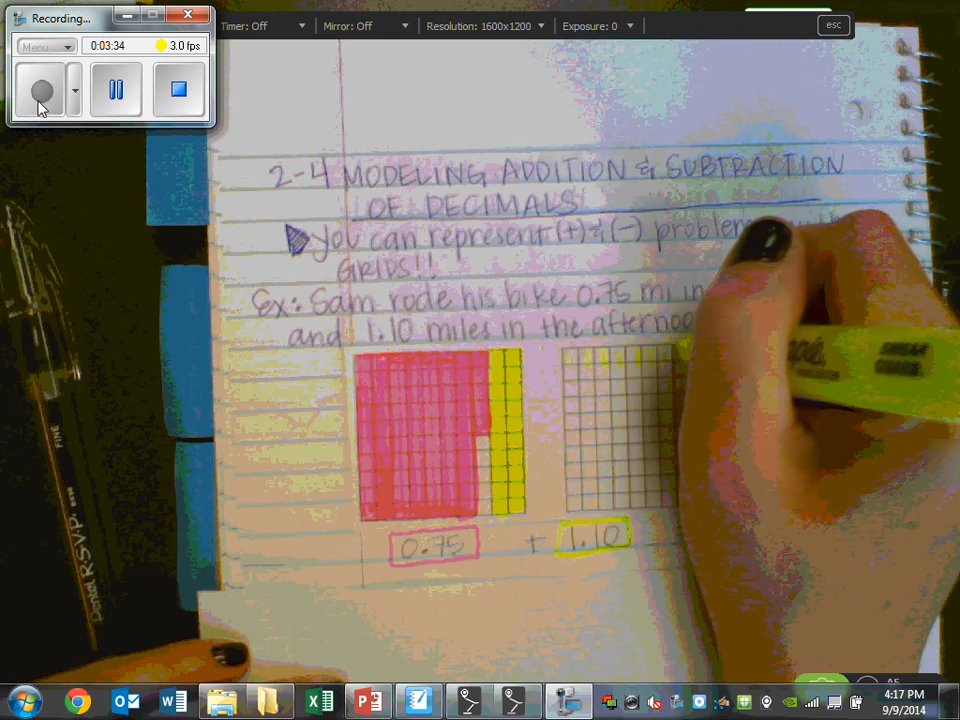 Recording...
Timer: Off
Mirror: Off
Resolution: 1600x1200
Exposure: 0
esc
Menu
0:03:34
3.0 fps
2-4 MODELING ADDITION & SUBTRACTION
OF DECIMALS
You can represent (+) & (-) problem
GRIDS!!
Ex: Sam rode his bike 0.75 mi in
and 1.10 miles in the afternoo
0.75 + 1.10
FINE
Pentel R.S.V.P.
SMEAR
GUARD
4:17 PM
9/9/2014